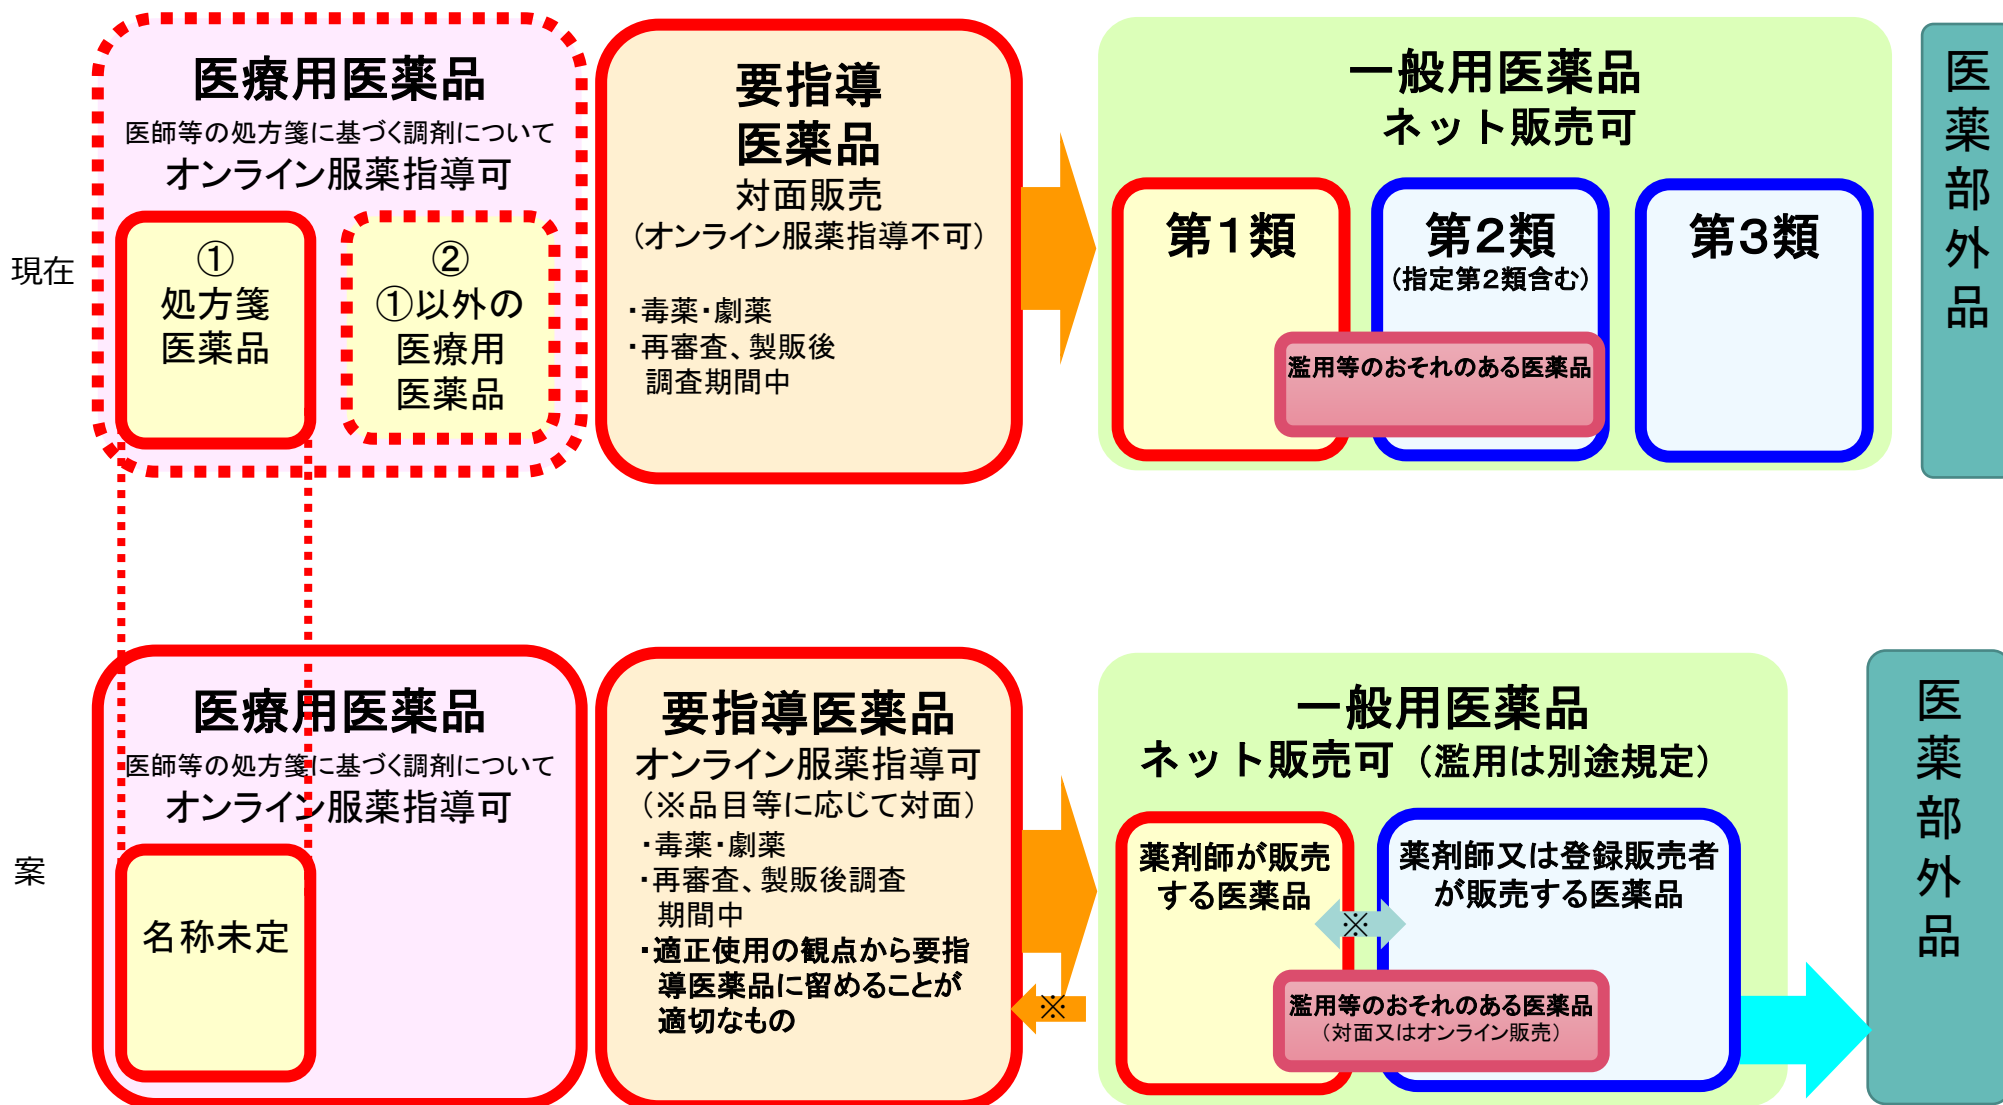 現在
医療用医薬品
医師等の処方箋に基づく調剤について
オンライン服薬指導可
①
処方箋
医薬品
②
①以外の
医療用
医薬品
要指導
医薬品
対面販売
（オンライン服薬指導不可）
・毒薬・劇薬
・再審査、製販後
調査期間中
一般用医薬品
ネット販売可
第１類
第２類
（指定第２類含む）
第３類
濫用等のおそれのある医薬品
医薬部外品
案
医療用医薬品
医師等の処方箋に基づく調剤について
オンライン服薬指導可
名称未定
要指導医薬品
オンライン服薬指導可
（※品目等に応じて対面）
・毒薬・劇薬
・再審査、製販後調査
期間中
・適正使用の観点から要指
導医薬品に留めることが
適切なもの
※
一般用医薬品
ネット販売可（濫用は別途規定）
薬剤師が販売
する医薬品
※
薬剤師又は登録販売者
が販売する医薬品
濫用等のおそれのある医薬品
（対面又はオンライン販売）
医薬部外品